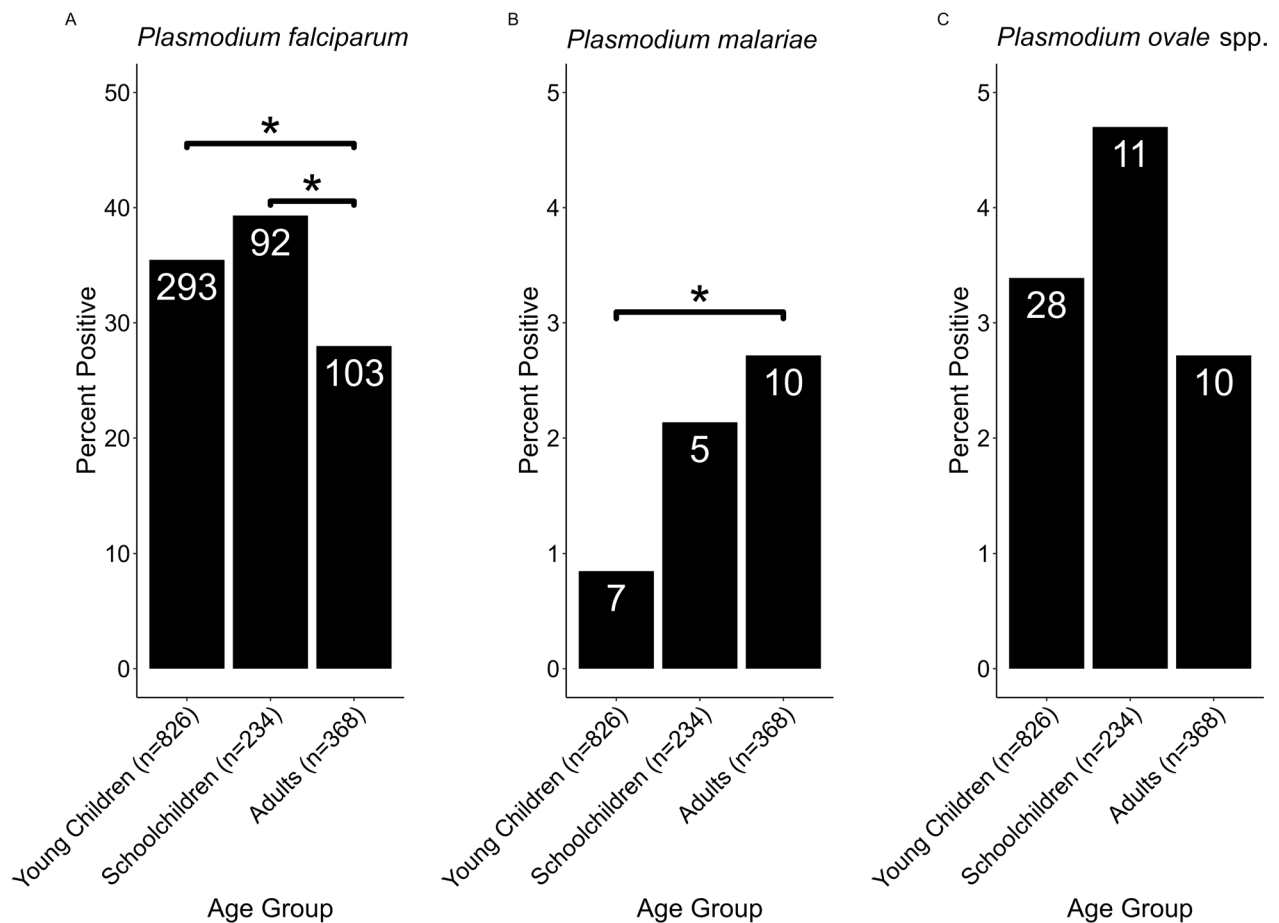 A
Plasmodium falciparum
50
40
30
20
10
0
Percent Positive
*
*
293
92
103
Young Children (n=826)
Schoolchildren (n=234)
Adults (n=368)
Age Group
B
Plasmodium malariae
5
4
3
2
1
0
Percent Positive
*
7
5
10
Young Children (n=826)
Schoolchildren (n=234)
Adults (n=368)
Age Group
C
Plasmodium ovale spp.
5
4
3
2
1
0
Percent Positive
28
11
10
Young Children (n=826)
Schoolchildren (n=234)
Adults (n=368)
Age Group